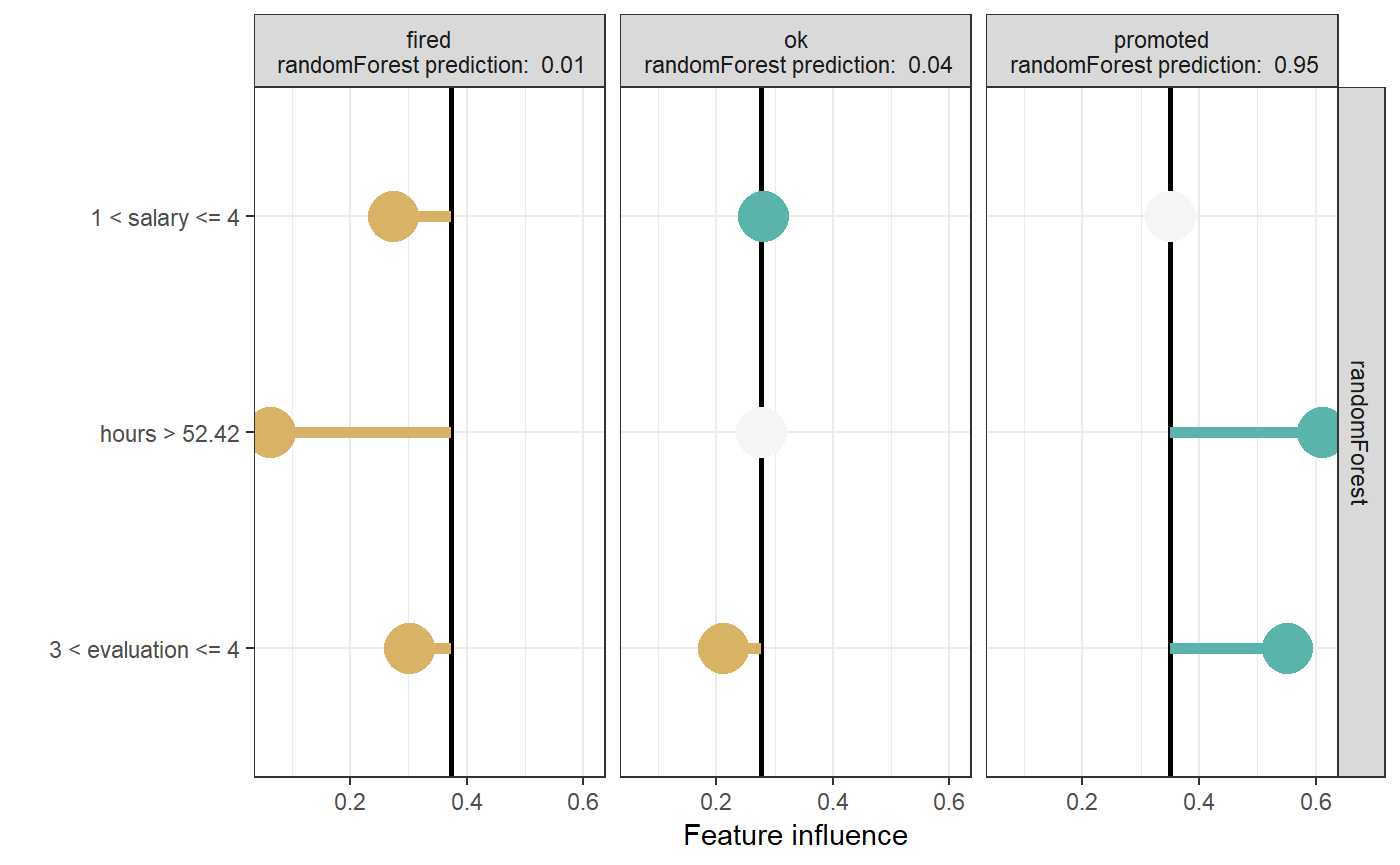 fired
randomForest prediction:  0.01
ok
randomForest prediction:  0.04
promoted
randomForest prediction:  0.95
1 < salary <= 4
hours > 52.42
3 < evaluation <= 4
randomForest
0.2 0.4 0.6
0.2 0.4 0.6
0.2 0.4 0.6
Feature influence